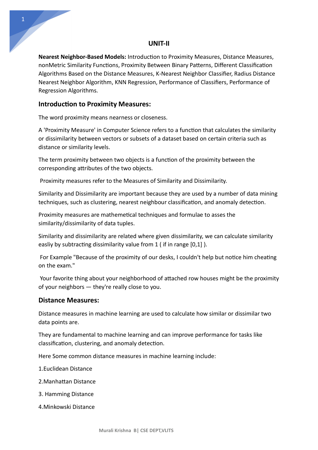 1
UNIT-II
Nearest Neighbor-Based Models: Introduction to Proximity Measures, Distance Measures,
nonMetric Similarity Functions, Proximity Between Binary Patterns, Different Classification
Algorithms Based on the Distance Measures, K-Nearest Neighbor Classifier, Radius Distance
Nearest Neighbor Algorithm, KNN Regression, Performance of Classifiers, Performance of
Regression Algorithms.
Introduction to Proximity Measures:
The word proximity means nearness or closeness.
A 'Proximity Measure' in Computer Science refers to a function that calculates the similarity
or dissimilarity between vectors or subsets of a dataset based on certain criteria such as
distance or similarity levels.
The term proximity between two objects is a function of the proximity between the
corresponding attributes of the two objects.
Proximity measures refer to the Measures of Similarity and Dissimilarity.
Similarity and Dissimilarity are important because they are used by a number of data mining
techniques, such as clustering, nearest neighbour classification, and anomaly detection.
Proximity measures are mathemetical techniques and formulae to asses the
similarity/dissimilarity of data tuples.
Similarity and dissimilarity are related where given dissimilarity, we can calculate similarity
easliy by subtracting dissimilarity value from 1 ( if in range [0,1] ).
For Example "Because of the proximity of our desks, I couldn't help but notice him cheating
on the exam."
Your favorite thing about your neighborhood of attached row houses might be the proximity
of your neighbors — they're really close to you.
Distance Measures:
Distance measures in machine learning are used to calculate how similar or dissimilar two
data points are.
They are fundamental to machine learning and can improve performance for tasks like
classification, clustering, and anomaly detection.
Here Some common distance measures in machine learning include:
1.Euclidean Distance
2.Manhattan Distance
3. Hamming Distance
4.Minkowski Distance
Murali Krishna B| CSE DEPT,VLITS